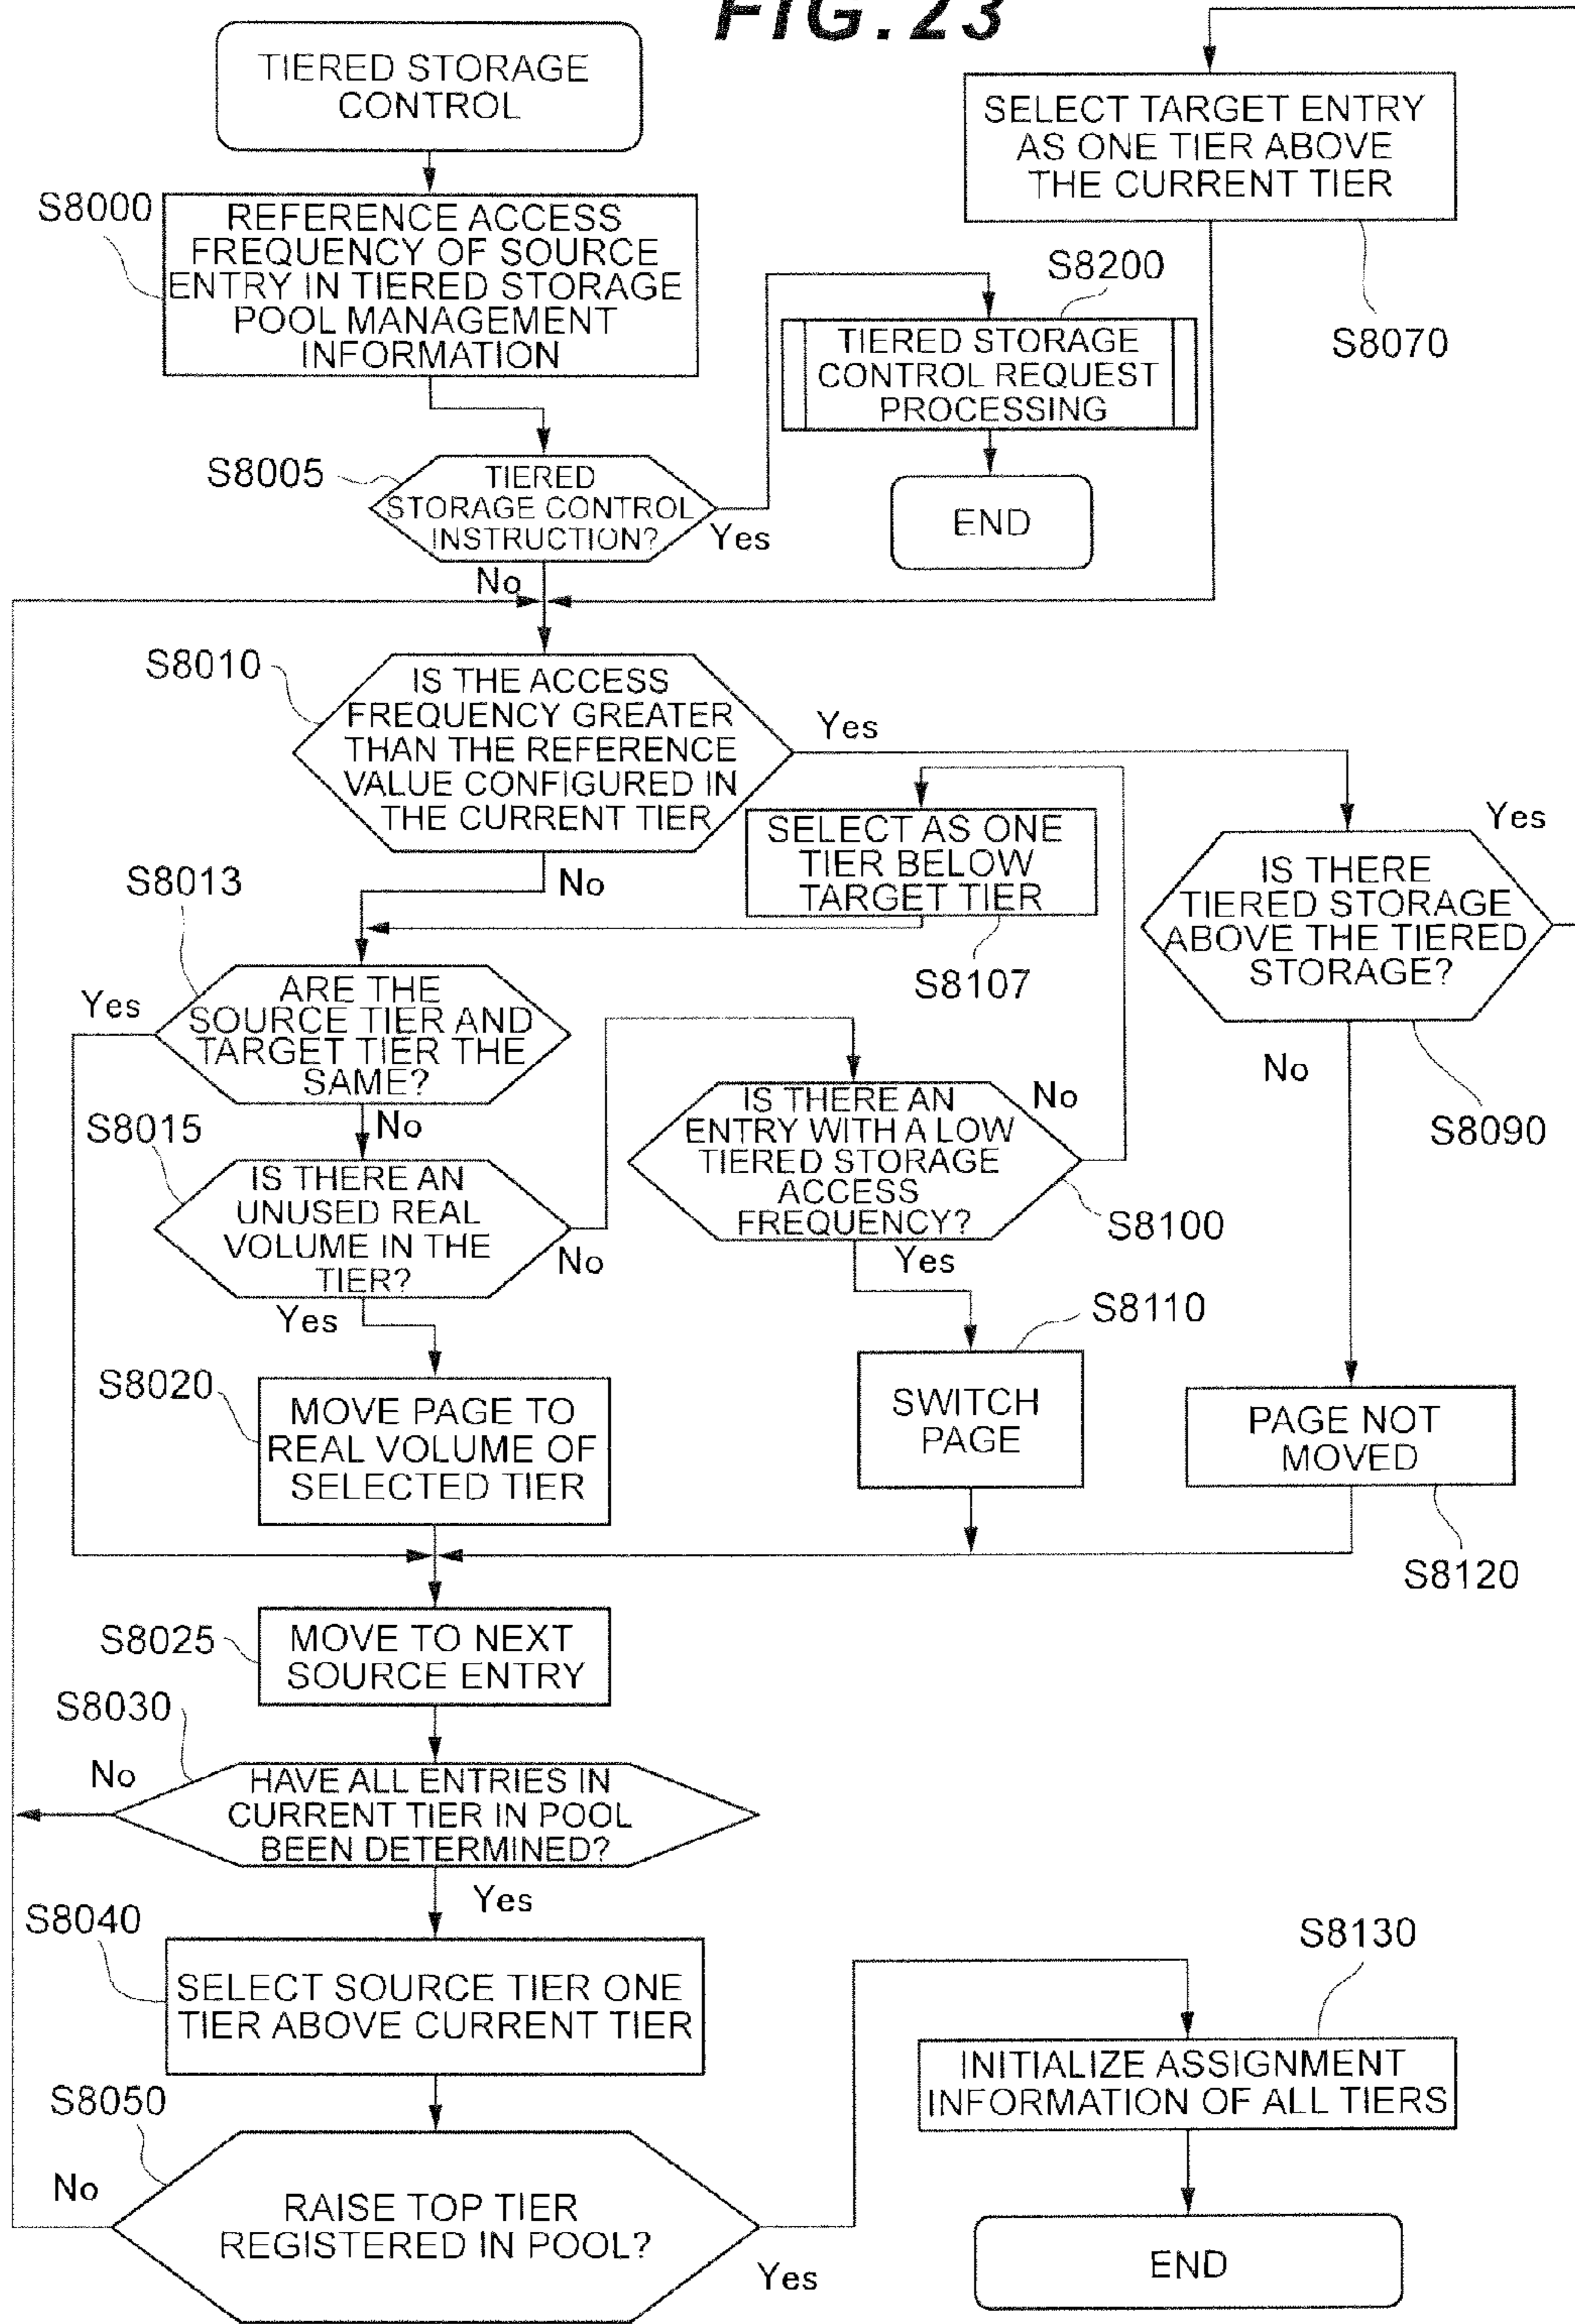 FIG.23
TIERED STORAGE
CONTROL
S8000
REFERENCE ACCESS
FREQUENCY OF SOURCE
ENTRY IN TIERED STORAGE
POOL MANAGEMENT
INFORMATION
SELECT TARGET ENTRY
AS ONE TIER ABOVE
THE CURRENT TIER
S8070
S8200
TIERED STORAGE
CONTROL REQUEST
PROCESSING
END
S8005
TIERED
STORAGE CONTROL
INSTRUCTION?
Yes
No
S8010
IS THE ACCESS
FREQUENCY GREATER
THAN THE REFERENCE
VALUE CONFIGURED IN
THE CURRENT TIER
Yes
No
SELECT AS ONE
TIER BELOW
TARGET TIER
S8107
Yes
IS THERE
TIERED STORAGE
ABOVE THE TIERED
STORAGE?
No
S8090
S8013
Yes
ARE THE
SOURCE TIER AND
TARGET TIER THE
SAME?
No
S8015
IS THERE AN
UNUSED REAL
VOLUME IN THE
TIER?
No
Yes
IS THERE AN
ENTRY WITH A LOW
TIERED STORAGE
ACCESS
FREQUENCY?
No
S8100
Yes
S8110
SWITCH
PAGE
S8020
MOVE PAGE TO
REAL VOLUME OF
SELECTED TIER
PAGE NOT
MOVED
S8120
S8025
MOVE TO NEXT
SOURCE ENTRY
S8030
No
HAVE ALL ENTRIES IN
CURRENT TIER IN POOL
BEEN DETERMINED?
Yes
S8040
SELECT SOURCE TIER ONE
TIER ABOVE CURRENT TIER
S8050
No
RAISE TOP TIER
REGISTERED IN POOL?
Yes
S8130
INITIALIZE ASSIGNMENT
INFORMATION OF ALL TIERS
END